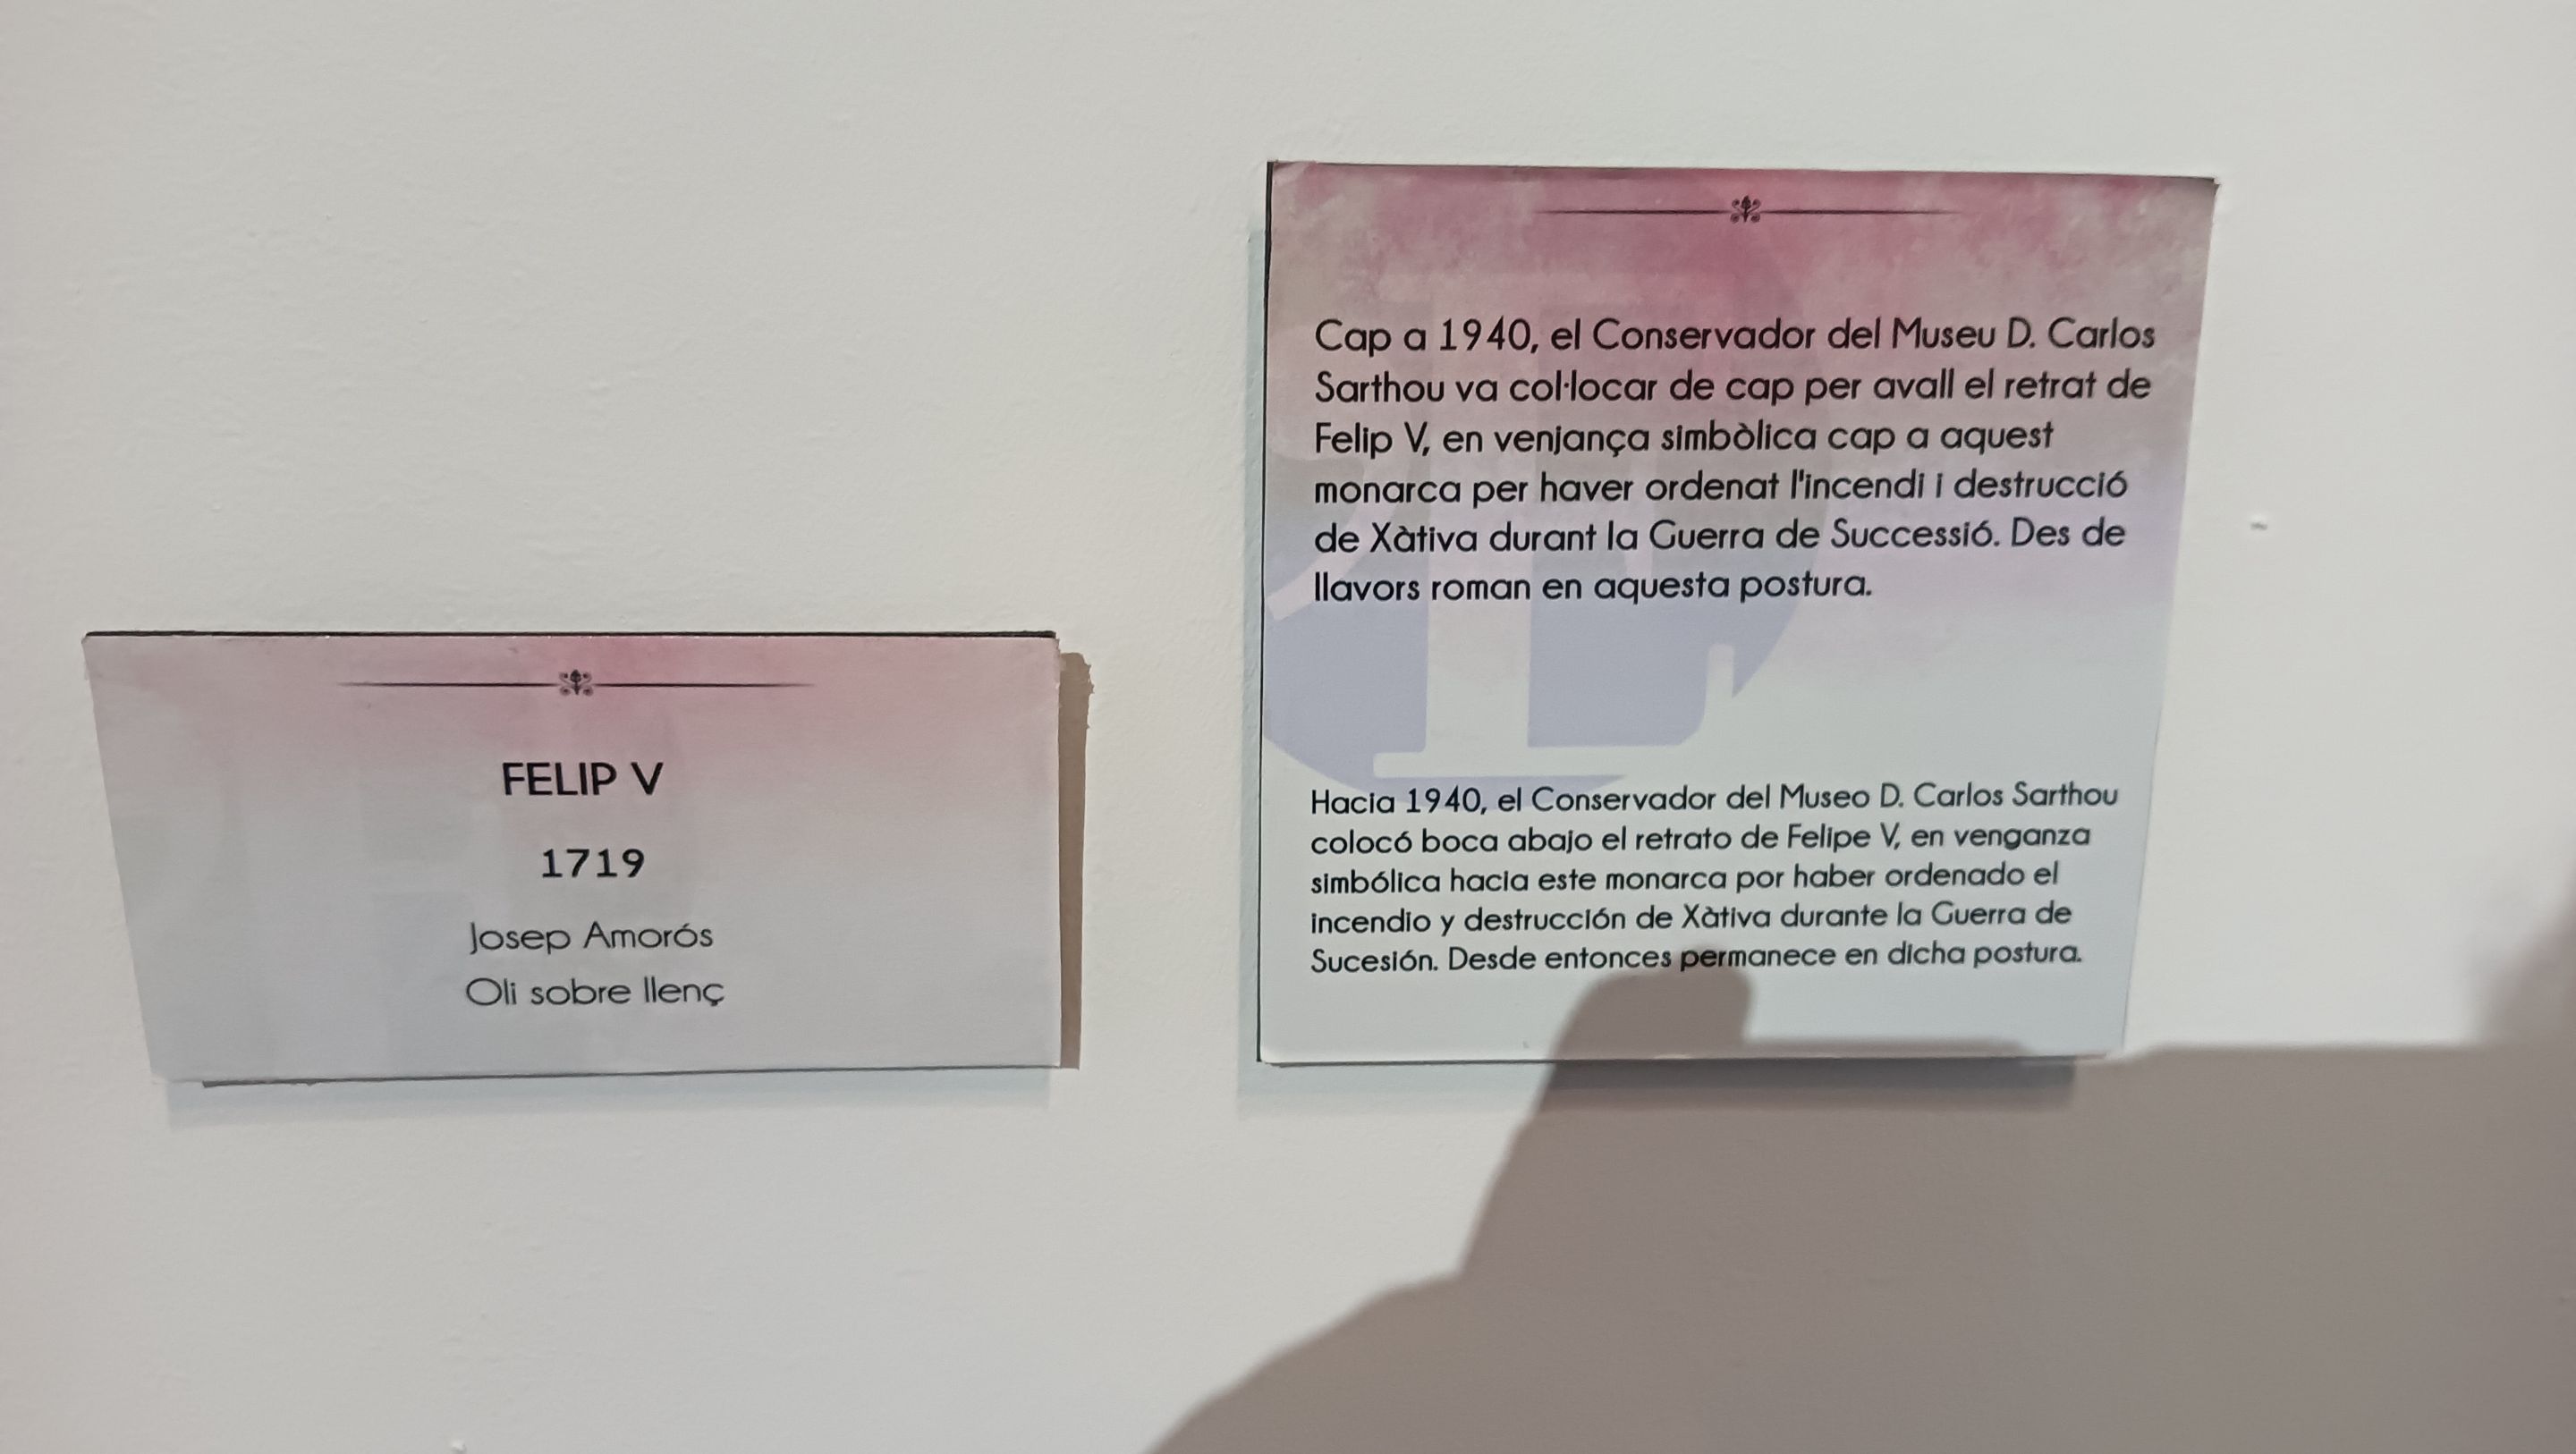 FELIP V
1719
Josep Amorós
Oli sobre llenç
Cap a 1940, el Conservador del Museu D. Carlos
Sarthou va col·locar de cap per avall el retrat de
Felip V, en venjança simbòlica cap a aquest
monarca per haver ordenat l'incendi i destrucció
de Xàtiva durant la Guerra de Successió. Des de
llavors roman en aquesta postura.
Hacia 1940, el Conservador del Museo D. Carlos Sarthou
colocó boca abajo el retrato de Felipe V, en venganza
simbólica hacia este monarca por haber ordenado el
incendio y destrucción de Xàtiva durante la Guerra de
Sucesión. Desde entonces permanece en dicha postura.